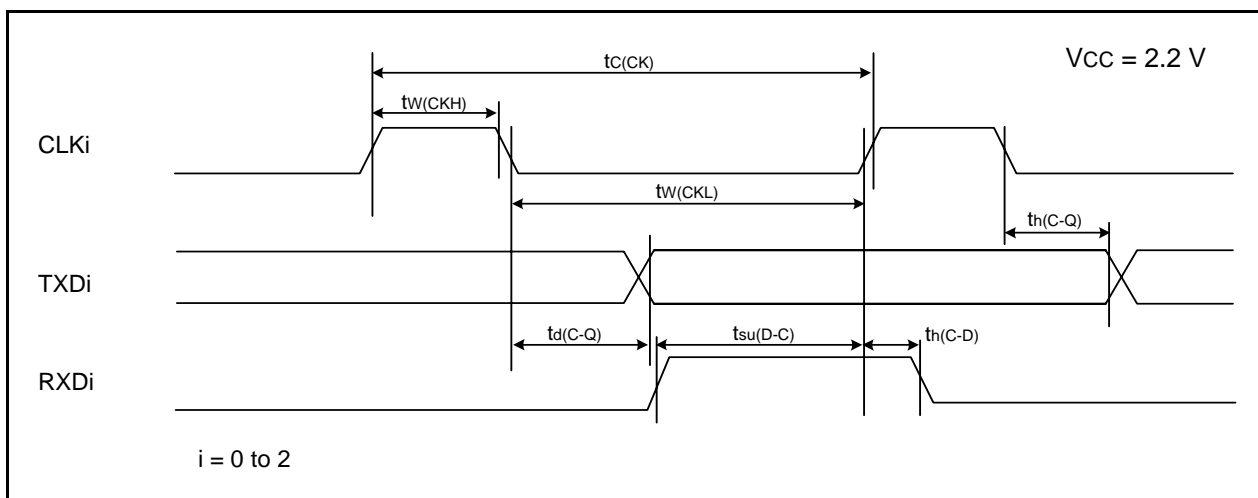 tC(CK)
VCC = 2.2 V
tW(CKH)
CLKi
tW(CKL)
th(C-Q)
TXDi
td(C-Q)
tsu(D-C)
th(C-D)
RXDi
i = 0 to 2